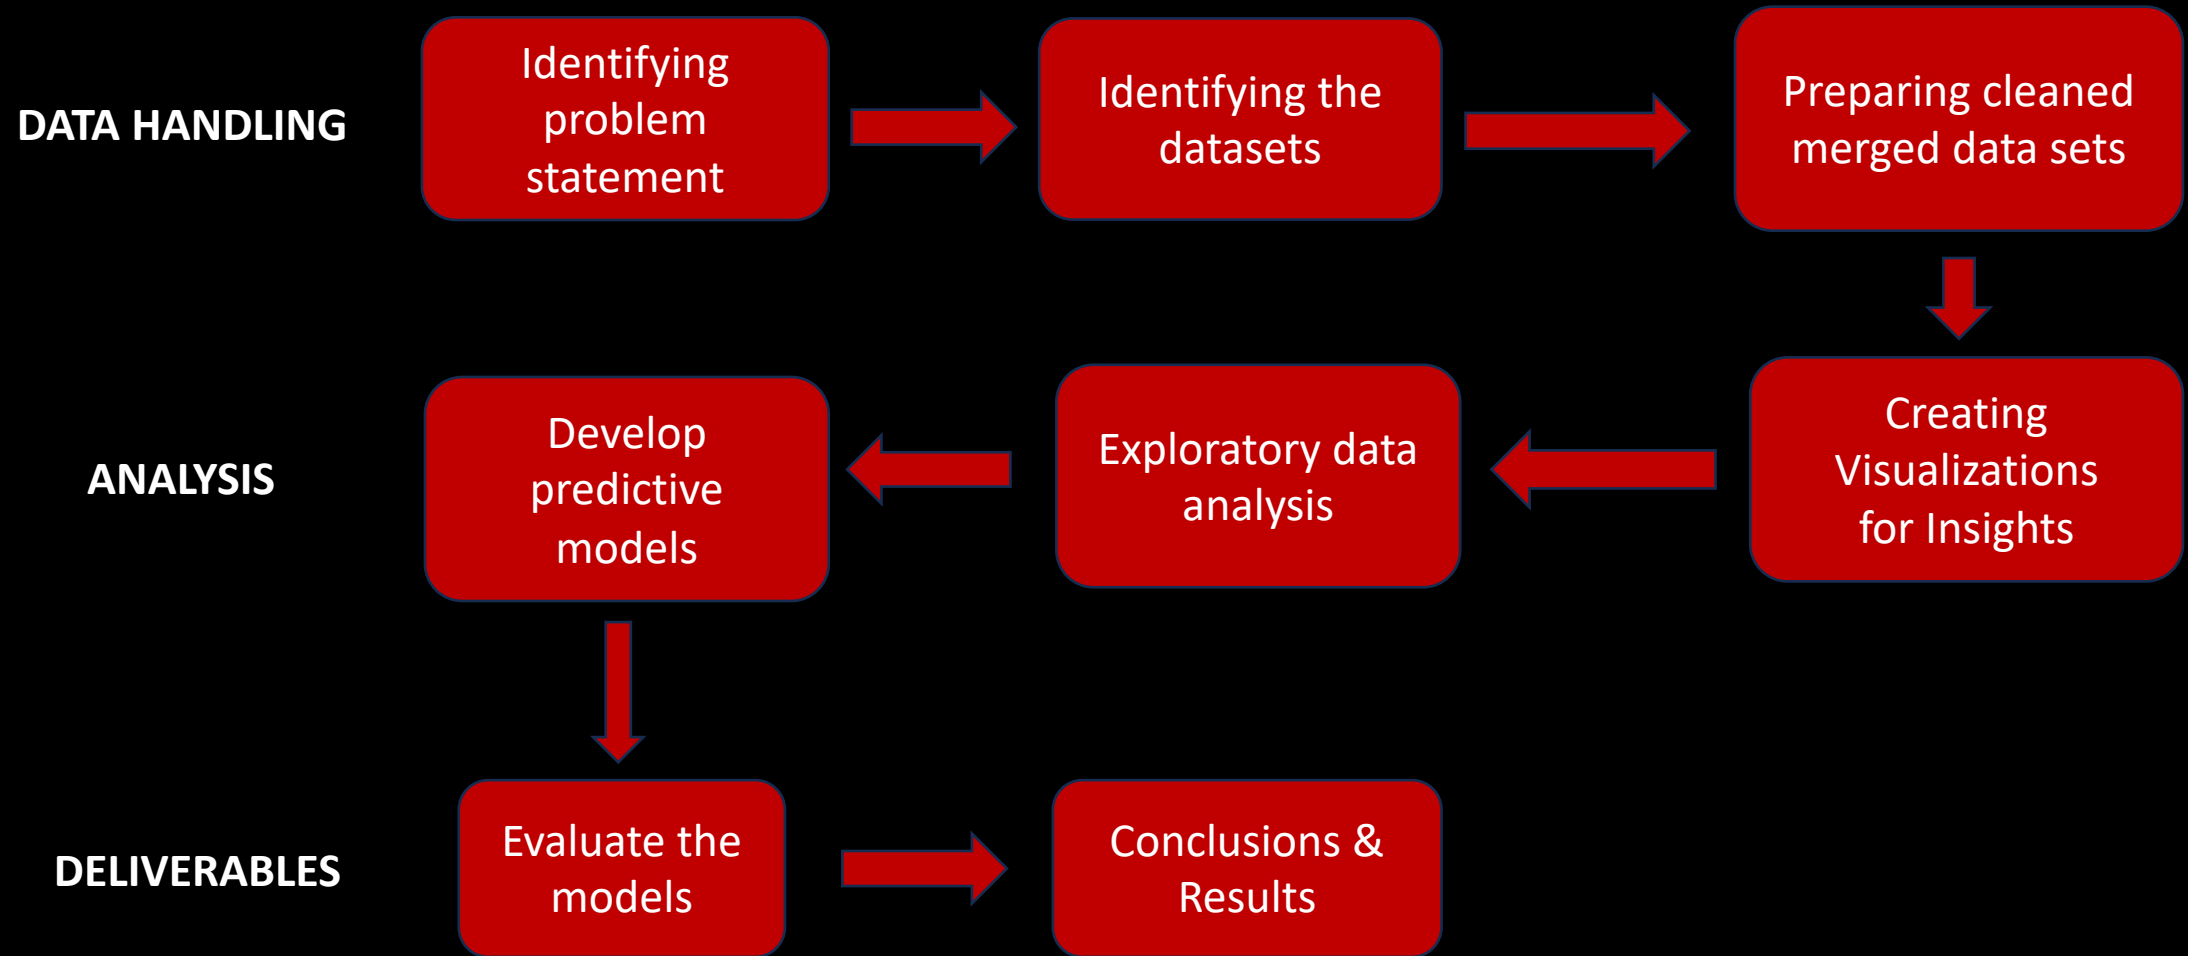 DATA HANDLING
Identifying
problem
statement
Identifying the
datasets
Preparing cleaned
merged data sets
ANALYSIS
Develop
predictive
models
Exploratory data
analysis
Creating
Visualizations
for Insights
DELIVERABLES
Evaluate the
models
Conclusions &
Results